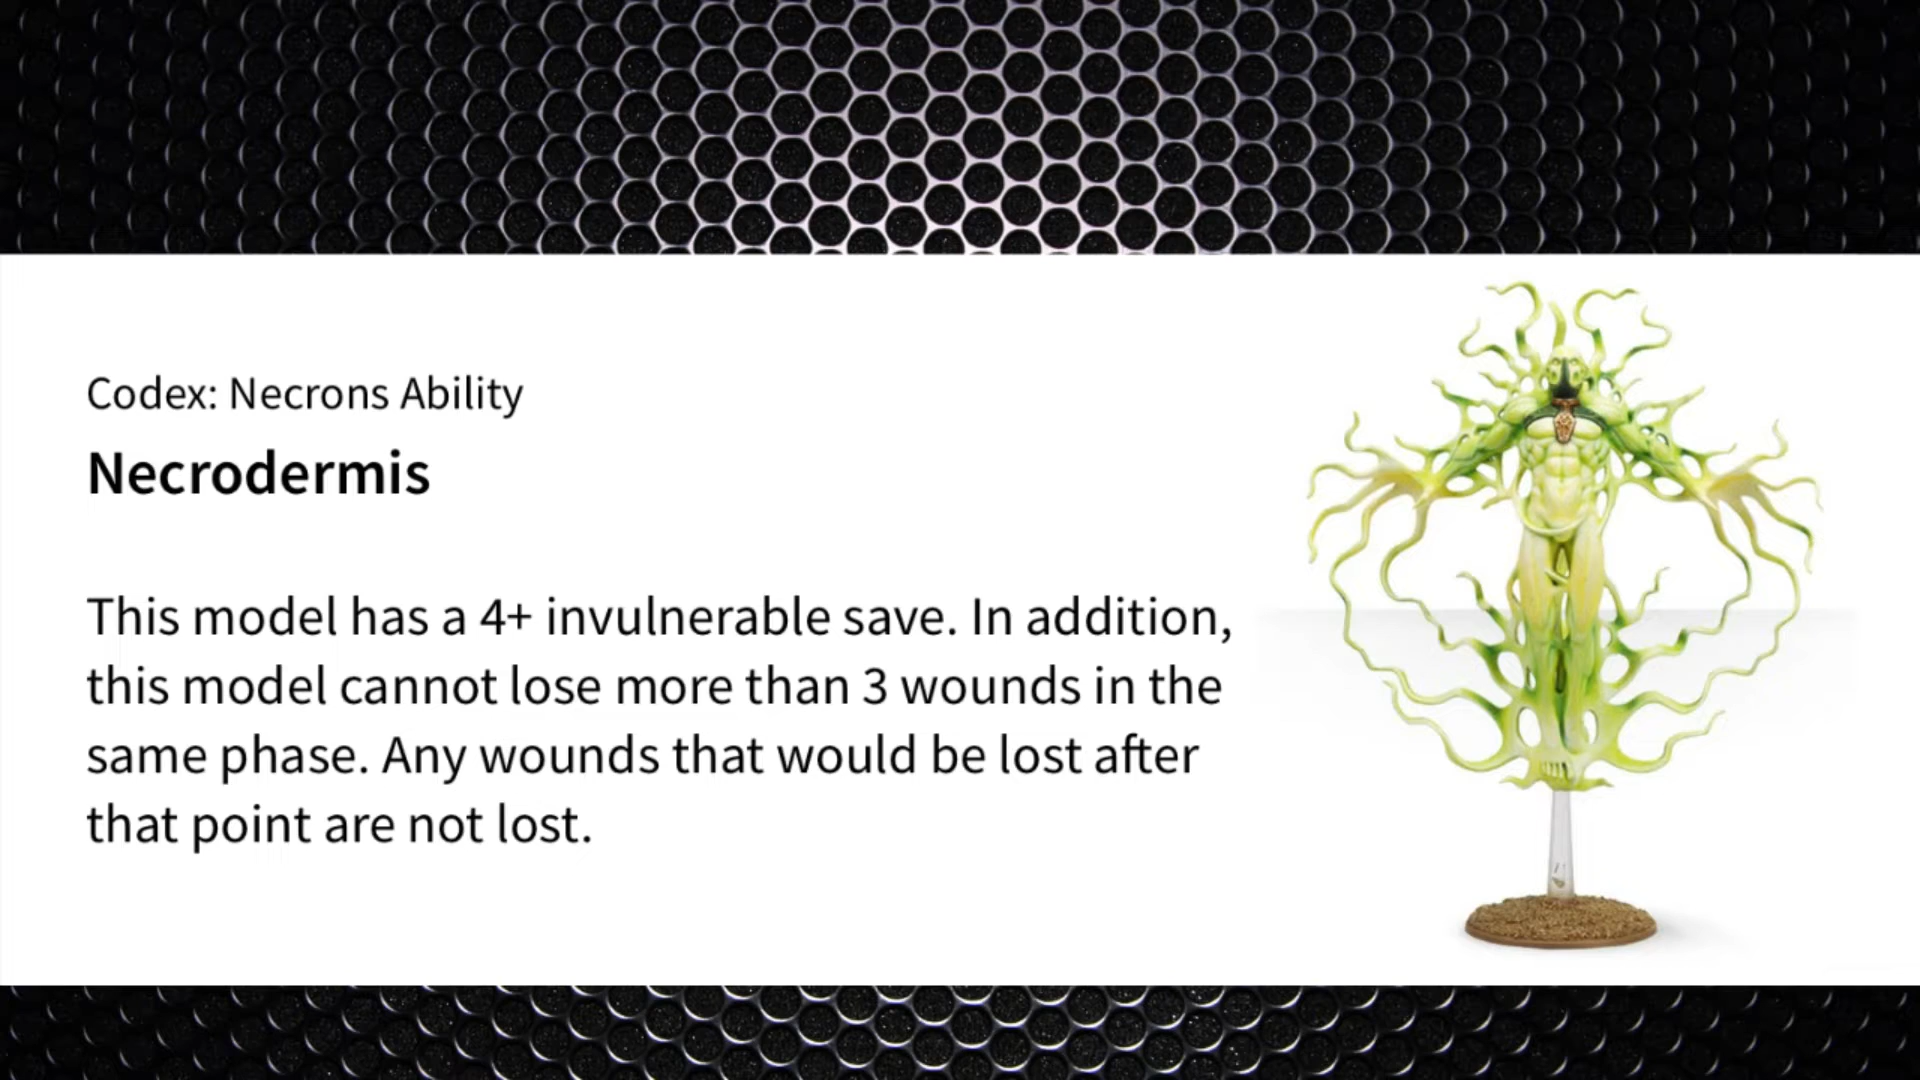 Codex: Necrons Ability
Necrodermis
This model has a 4+ invulnerable save. In addition,
this model cannot lose more than 3 wounds in the
same phase. Any wounds that would be lost after
that point are not lost.